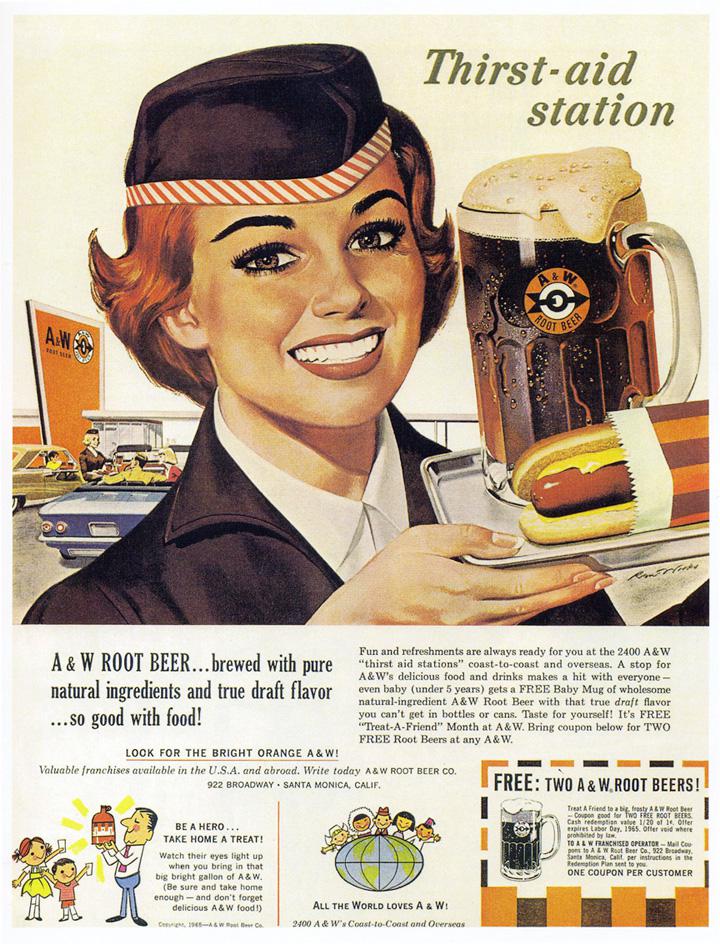 Thirst-aid
station
A & W®
ROOT BEER
A&W
ROOT BEER
A & W ROOT BEER...brewed with pure
natural ingredients and true draft flavor
...so good with food!
LOOK FOR THE BRIGHT ORANGE A&W!
Fun and refreshments are always ready for you at the 2400 A&W
“thirst aid stations” coast-to-coast and overseas. A stop for
A&W's delicious food and drinks makes a hit with everyone—
even baby (under 5 years) gets a FREE Baby Mug of wholesome
natural-ingredient A&W Root Beer with that true draft flavor
you can't get in bottles or cans. Taste for yourself! It's FREE
“Treat-A-Friend” Month at A&W. Bring coupon below for TWO
FREE Root Beers at any A&W.
Valuable franchises available in the U.S.A. and abroad. Write today A&W ROOT BEER CO.
922 BROADWAY • SANTA MONICA, CALIF.
BE A HERO...
TAKE HOME A TREAT!
Watch their eyes light up
when you bring in that
big bright gallon of A&W.
(Be sure and take home
enough — and don't forget
delicious A&W food!)
Copyright, 1965—A & W Root Beer Co.
ALL THE WORLD LOVES A & W!
2400 A & W's Coast-to-Coast and Overseas
FREE: TWO A & W® ROOT BEERS!
Treat A Friend to a big, frosty A&W Root Beer
— Coupon good for TWO FREE ROOT BEERS.
Cash redemption value 1/20 of 1¢. Offer
expires Labor Day, 1965. Offer void where
prohibited by law.
TO A & W FRANCHISED OPERATOR — Mail Cou-
pons to A & W Root Beer Co., 922 Broadway,
Santa Monica, Calif. per instructions in the
Redemption Plan sent to you.
ONE COUPON PER CUSTOMER